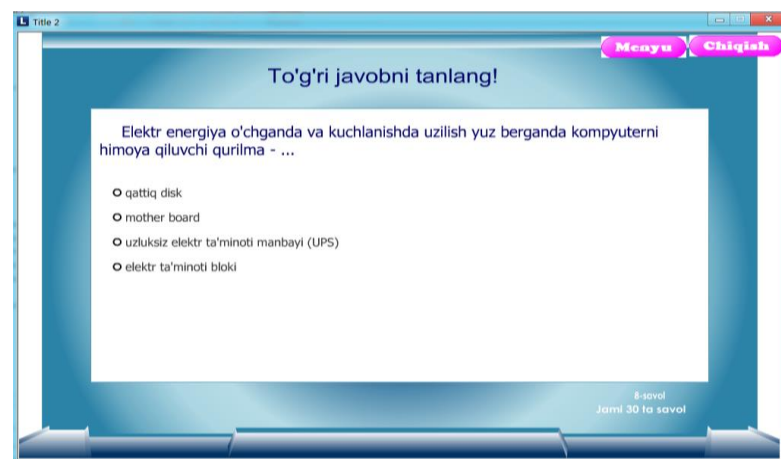 L Title 2
Menyu Chiqish
To'g'ri javobni tanlang!
Elektr energiya o'chganda va kuchlanishda uzilish yuz berganda kompyuterni
himoya qiluvchi qurilma - ...
qattiq disk
mother board
uzluksiz elektr ta'minoti manbayi (UPS)
elektr ta'minoti bloki
8-savol
Jami 30 ta savol